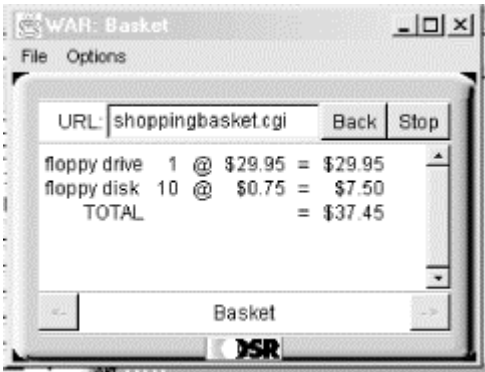 WAR: Basket
File Options
URL: shoppingbasket.cgi Back Stop
floppy drive 1 @ $29.95 = $29.95
floppy disk 10 @ $0.75 = $7.50
TOTAL = $37.45
<- Basket ->
DSR